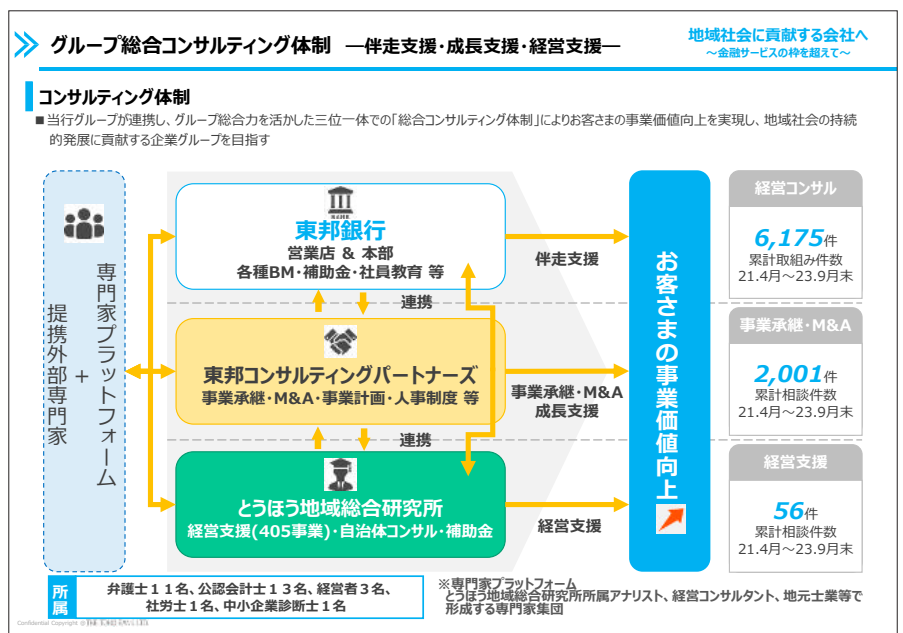 グループ総合コンサルティング体制 ―伴走支援・成長支援・経営支援―
地域社会に貢献する会社へ
～金融サービスの枠を超えて～
コンサルティング体制
■当行グループが連携し、グループ総合力を活かした三位一体での「総合コンサルティング体制」によりお客さまの事業価値向上を実現し、地域社会の持続
的発展に貢献する企業グループを目指す
専門家プラットフォーム
+
提携外部専門家
東邦銀行
営業店 & 本部
各種BM・補助金・社員教育 等
連携
東邦コンサルティングパートナーズ
事業承継・M&A・事業計画・人事制度 等
連携
とうほう地域総合研究所
経営支援(405事業)・自治体コンサル・補助金
伴走支援
事業承継・M&A
成長支援
経営支援
お客さまの事業価値向上
経営コンサル
6,175件
累計取組み件数
21.4月～23.9月末
事業承継・M&A
2,001件
累計相談件数
21.4月～23.9月末
経営支援
56件
累計相談件数
21.4月～23.9月末
所属
弁護士11名、公認会計士13名、経営者3名、
社労士1名、中小企業診断士1名
※専門家プラットフォーム
とうほう地域総合研究所所属アナリスト、経営コンサルタント、地元士業等で
形成する専門家集団
Confidential Copyright ©